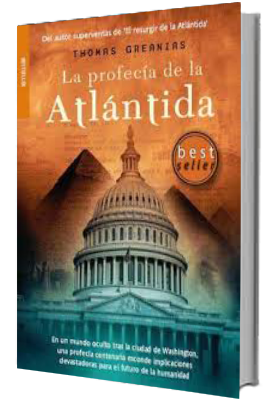 Del autor superventas de 'El resurgir de la Atlántida'
THOMAS GREANIAS
La profecía de la
Atlántida
best
seller
En un mundo oculto tras la ciudad de Washington,
una profecía centenaria esconde implicaciones
devastadoras para el futuro de la humanidad